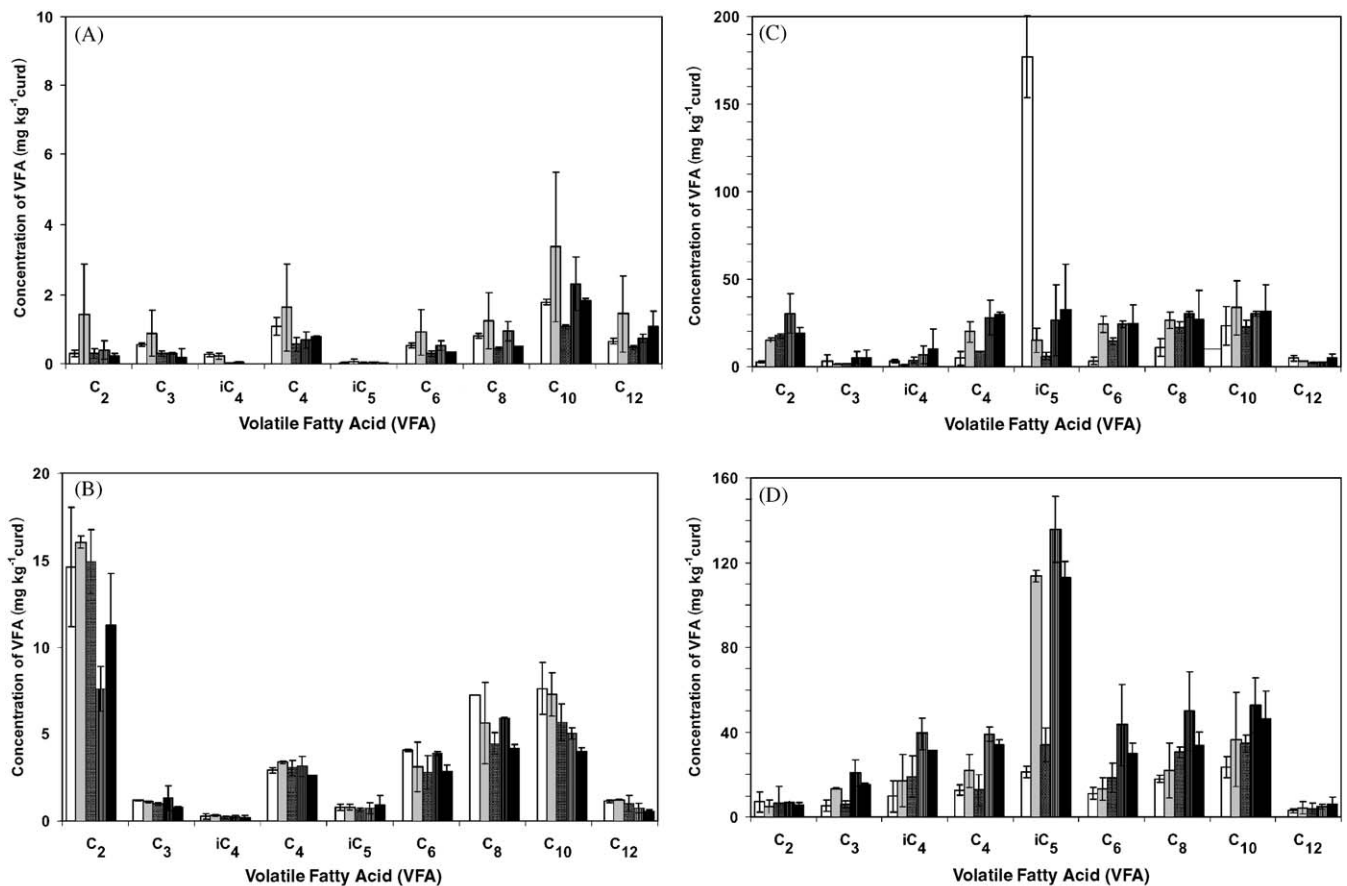 (A)
Concentration of VFA (mg kg⁻¹curd)
10
8
6
4
2
0
C₂ C₃ iC₄ C₄ iC₅ C₆ C₈ C₁₀ C₁₂
Volatile Fatty Acid (VFA)
(C)
Concentration of VFA (mg kg⁻¹curd)
200
150
100
50
0
C₂ C₃ iC₄ C₄ iC₅ C₆ C₈ C₁₀ C₁₂
Volatile Fatty Acid (VFA)
(B)
Concentration of VFA (mg kg⁻¹curd)
20
15
10
5
0
C₂ C₃ iC₄ C₄ iC₅ C₆ C₈ C₁₀ C₁₂
Volatile Fatty Acid (VFA)
(D)
Concentration of VFA (mg kg⁻¹curd)
160
120
80
40
0
C₂ C₃ iC₄ C₄ iC₅ C₆ C₈ C₁₀ C₁₂
Volatile Fatty Acid (VFA)